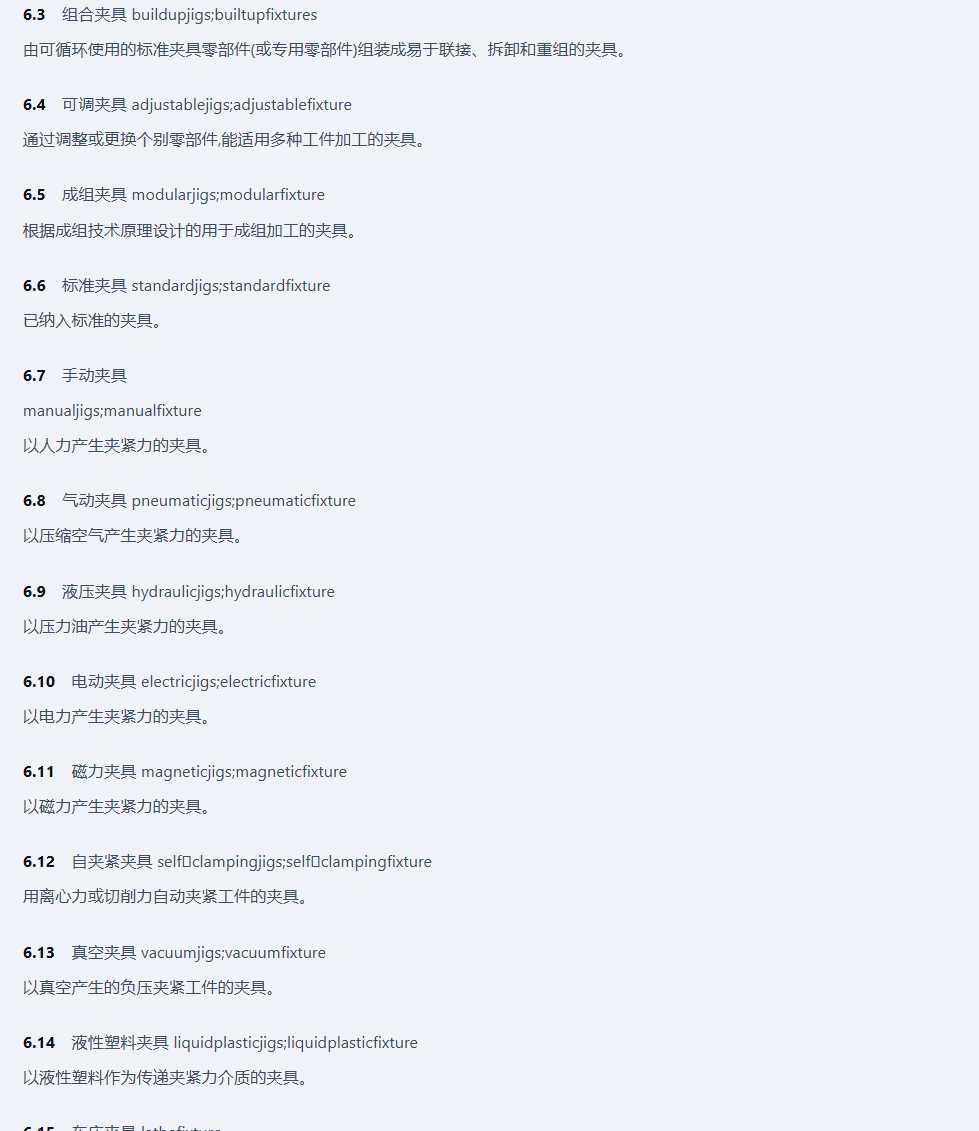 6.3 组合夹具 buildupjigs;builtupfixtures
由可循环使用的标准夹具零部件(或专用零部件)组装成易于联接、拆卸和重组的夹具。
6.4 可调夹具 adjustablejigs;adjustablefixture
通过调整或更换个别零部件,能适用多种工件加工的夹具。
6.5 成组夹具 modularjigs;modularfixture
根据成组技术原理设计的用于成组加工的夹具。
6.6 标准夹具 standardjigs;standardfixture
已纳入标准的夹具。
6.7 手动夹具
manualjigs;manualfixture
以人力产生夹紧力的夹具。
6.8 气动夹具 pneumaticjigs;pneumaticfixture
以压缩空气产生夹紧力的夹具。
6.9 液压夹具 hydraulicjigs;hydraulicfixture
以压力油产生夹紧力的夹具。
6.10 电动夹具 electricjigs;electricfixture
以电力产生夹紧力的夹具。
6.11 磁力夹具 magneticjigs;magneticfixture
以磁力产生夹紧力的夹具。
6.12 自夹紧夹具 self▯clampingjigs;self▯clampingfixture
用离心力或切削力自动夹紧工件的夹具。
6.13 真空夹具 vacuumjigs;vacuumfixture
以真空产生的负压夹紧工件的夹具。
6.14 液性塑料夹具 liquidplasticjigs;liquidplasticfixture
以液性塑料作为传递夹紧力介质的夹具。
6.15 车床夹具 lathefixture